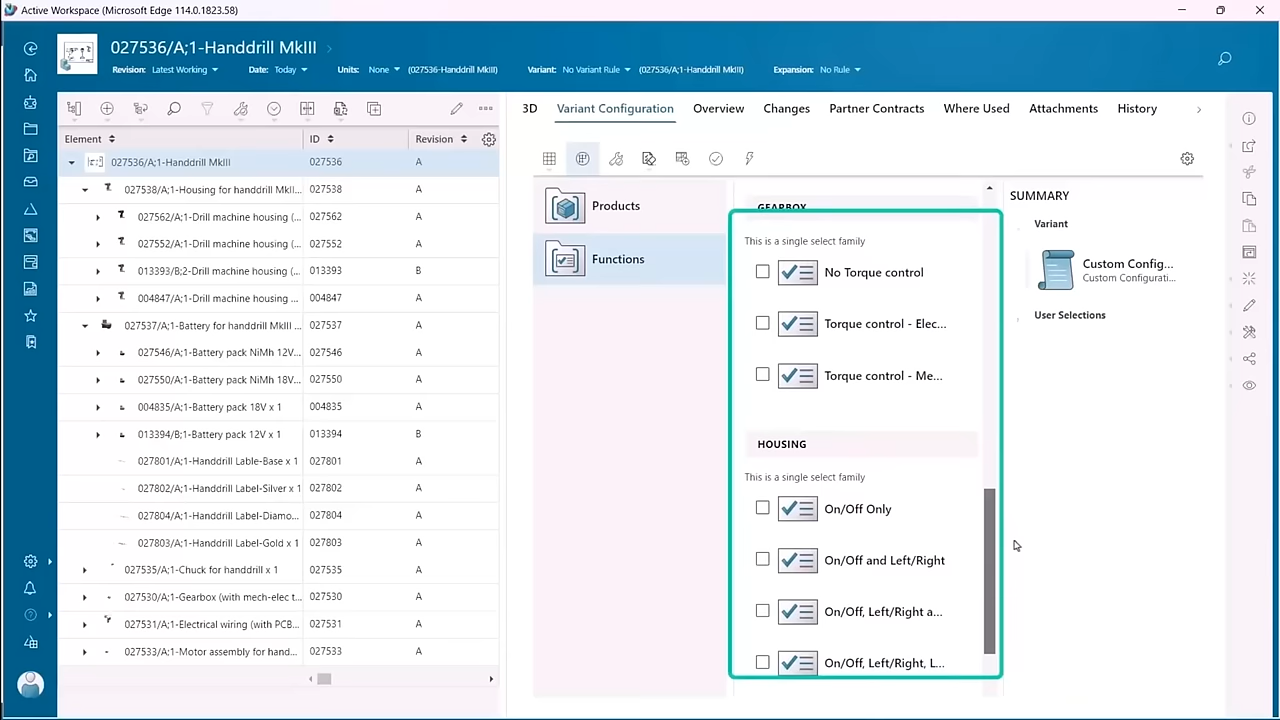 Active Workspace (Microsoft Edge 114.0.1823.58)
027536/A;1-Handdrill MkIII
Revision: Latest Working Date: Today Units: None (027536-Handdrill MkIII) Variant: No Variant Rule (027536/A;1-Handdrill MkIII) Expansion: No Rule
3D Variant Configuration Overview Changes Partner Contracts Where Used Attachments History
Element ID Revision
027536/A;1-Handdrill MkIII 027536 A
027538/A;1-Housing for handdrill MkII... 027538 A
027562/A;1-Drill machine housing (... 027562 A
027552/A;1-Drill machine housing (... 027552 A
013393/B;2-Drill machine housing (... 013393 B
004847/A;1-Drill machine housing ... 004847 A
027537/A;1-Battery for handdrill MkIII ... 027537 A
027546/A;1-Battery pack NiMh 12V... 027546 A
027550/A;1-Battery pack NiMh 18V... 027550 A
004835/A;1-Battery pack 18V x 1 004835 A
013394/B;1-Battery pack 12V x 1 013394 B
027801/A;1-Handdrill Lable-Base x 1 027801 A
027802/A;1-Handdrill Label-Silver x 1 027802 A
027804/A;1-Handdrill Label-Diamo... 027804 A
027803/A;1-Handdrill Label-Gold x 1 027803 A
027535/A;1-Chuck for handdrill x 1 027535 A
027530/A;1-Gearbox (with mech-elec t... 027530 A
027531/A;1-Electrical wiring (with PCB... 027531 A
027533/A;1-Motor assembly for hand... 027533 A
Products
Functions
GEARBOX
This is a single select family
No Torque control
Torque control - Elec...
Torque control - Me...
HOUSING
This is a single select family
On/Off Only
On/Off and Left/Right
On/Off, Left/Right a...
On/Off, Left/Right, L...
SUMMARY
Variant
Custom Config...
Custom Configurati...
User Selections